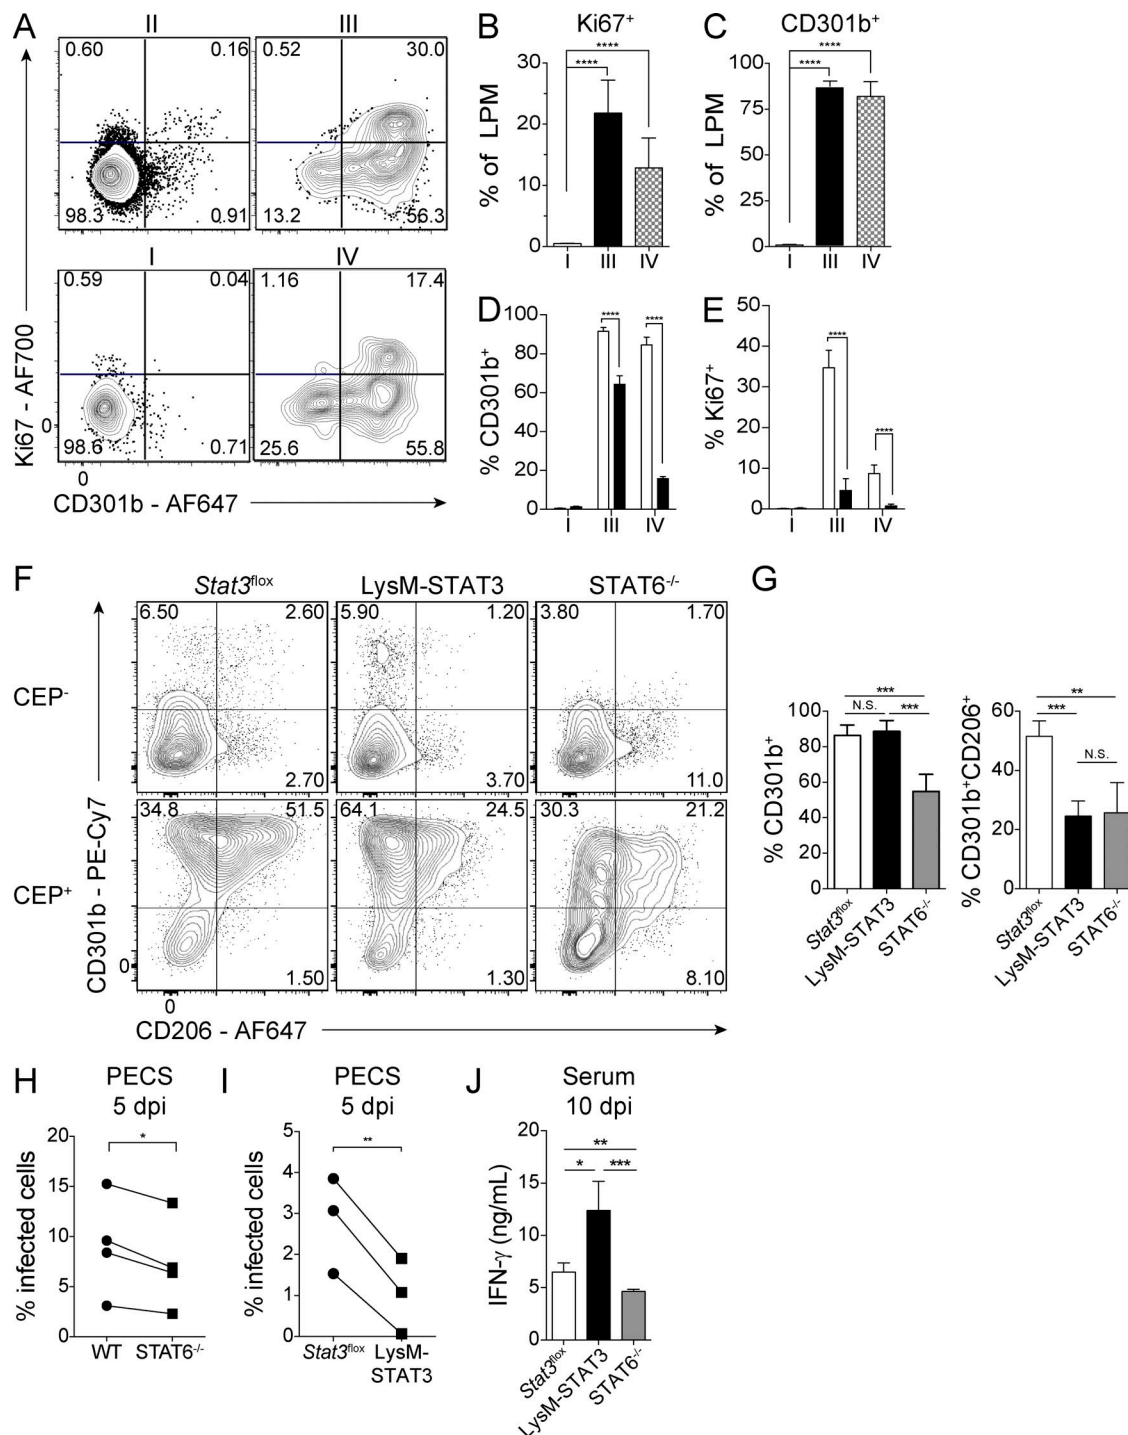 A
II
III
0.60
0.16
0.52
30.0
98.3
0.91
13.2
56.3
I
IV
0.59
0.04
1.16
17.4
98.6
0.71
25.6
55.8
0
0
Ki67 - AF700
CD301b - AF647
B
Ki67+
****
****
% of LPM
30
20
10
0
I III IV
C
CD301b+
****
****
% of LPM
100
75
50
25
0
I III IV
D
****
****
% CD301b+
100
80
60
40
20
0
I III IV
E
****
****
% Ki67+
50
40
30
20
10
0
I III IV
F
Stat3flox
LysM-STAT3
STAT6-/-
CEP-
6.50
2.60
5.90
1.20
3.80
1.70
2.70
3.70
11.0
CEP+
34.8
51.5
64.1
24.5
30.3
21.2
1.50
1.30
8.10
0
0
CD301b - PE-Cy7
CD206 - AF647
G
***
N.S.
***
% CD301b+
100
80
60
40
20
0
Stat3flox
LysM-STAT3
STAT6-/-
**
***
N.S.
% CD301b+CD206+
60
40
20
0
Stat3flox
LysM-STAT3
STAT6-/-
H
PECS
5 dpi
*
% infected cells
20
15
10
5
0
WT STAT6-/-
I
PECS
5 dpi
**
% infected cells
5
4
3
2
1
0
Stat3flox
LysM-
STAT3
J
Serum
10 dpi
**
*
***
IFN-γ (ng/mL)
20
15
10
5
0
Stat3flox
LysM-STAT3
STAT6-/-